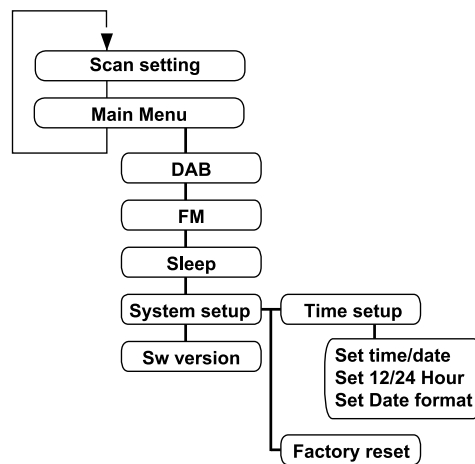 Scan setting
Main Menu
DAB
FM
Sleep
System setup
Time setup
Sw version
Set time/date
Set 12/24 Hour
Set Date format
Factory reset